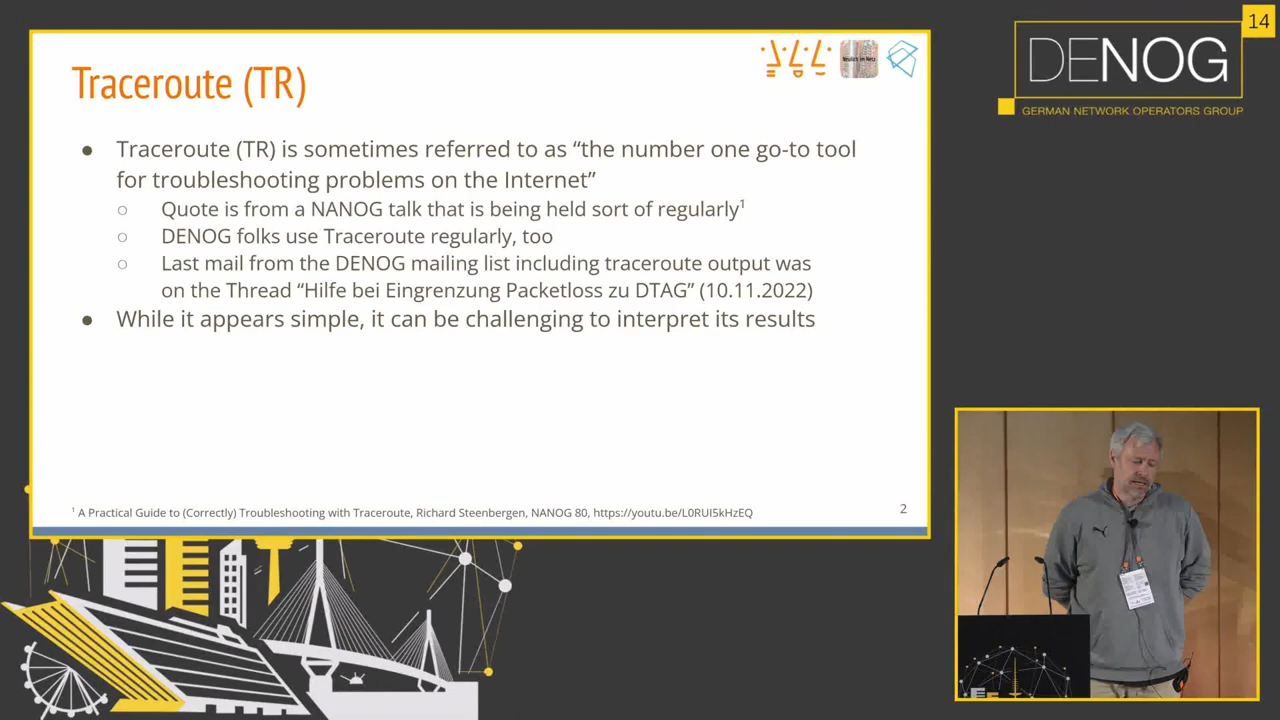 14
DENOG
GERMAN NETWORK OPERATORS GROUP
Traceroute (TR)
● Traceroute (TR) is sometimes referred to as “the number one go-to tool
for troubleshooting problems on the Internet”
○ Quote is from a NANOG talk that is being held sort of regularly¹
○ DENOG folks use Traceroute regularly, too
○ Last mail from the DENOG mailing list including traceroute output was
on the Thread “Hilfe bei Eingrenzung Packetloss zu DTAG” (10.11.2022)
● While it appears simple, it can be challenging to interpret its results
¹ A Practical Guide to (Correctly) Troubleshooting with Traceroute, Richard Steenbergen, NANOG 80, https://youtu.be/L0RUI5kHzEQ
2